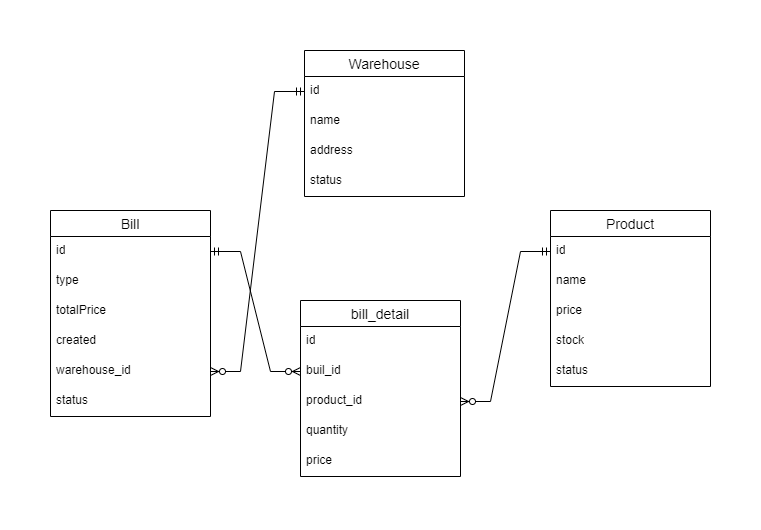 Warehouse
id
name
address
status
Bill
id
type
totalPrice
created
warehouse_id
status
bill_detail
id
buil_id
product_id
quantity
price
Product
id
name
price
stock
status